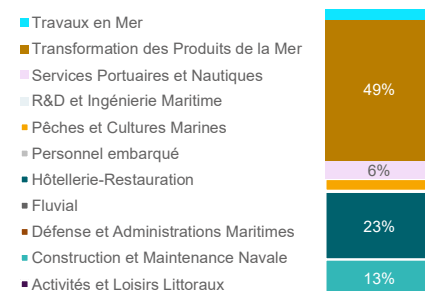 Travaux en Mer
Transformation des Produits de la Mer
Services Portuaires et Nautiques
R&D et Ingénierie Maritime
Pêches et Cultures Marines
Personnel embarqué
Hôtellerie-Restauration
Fluvial
Défense et Administrations Maritimes
Construction et Maintenance Navale
Activités et Loisirs Littoraux
49%
6%
23%
13%